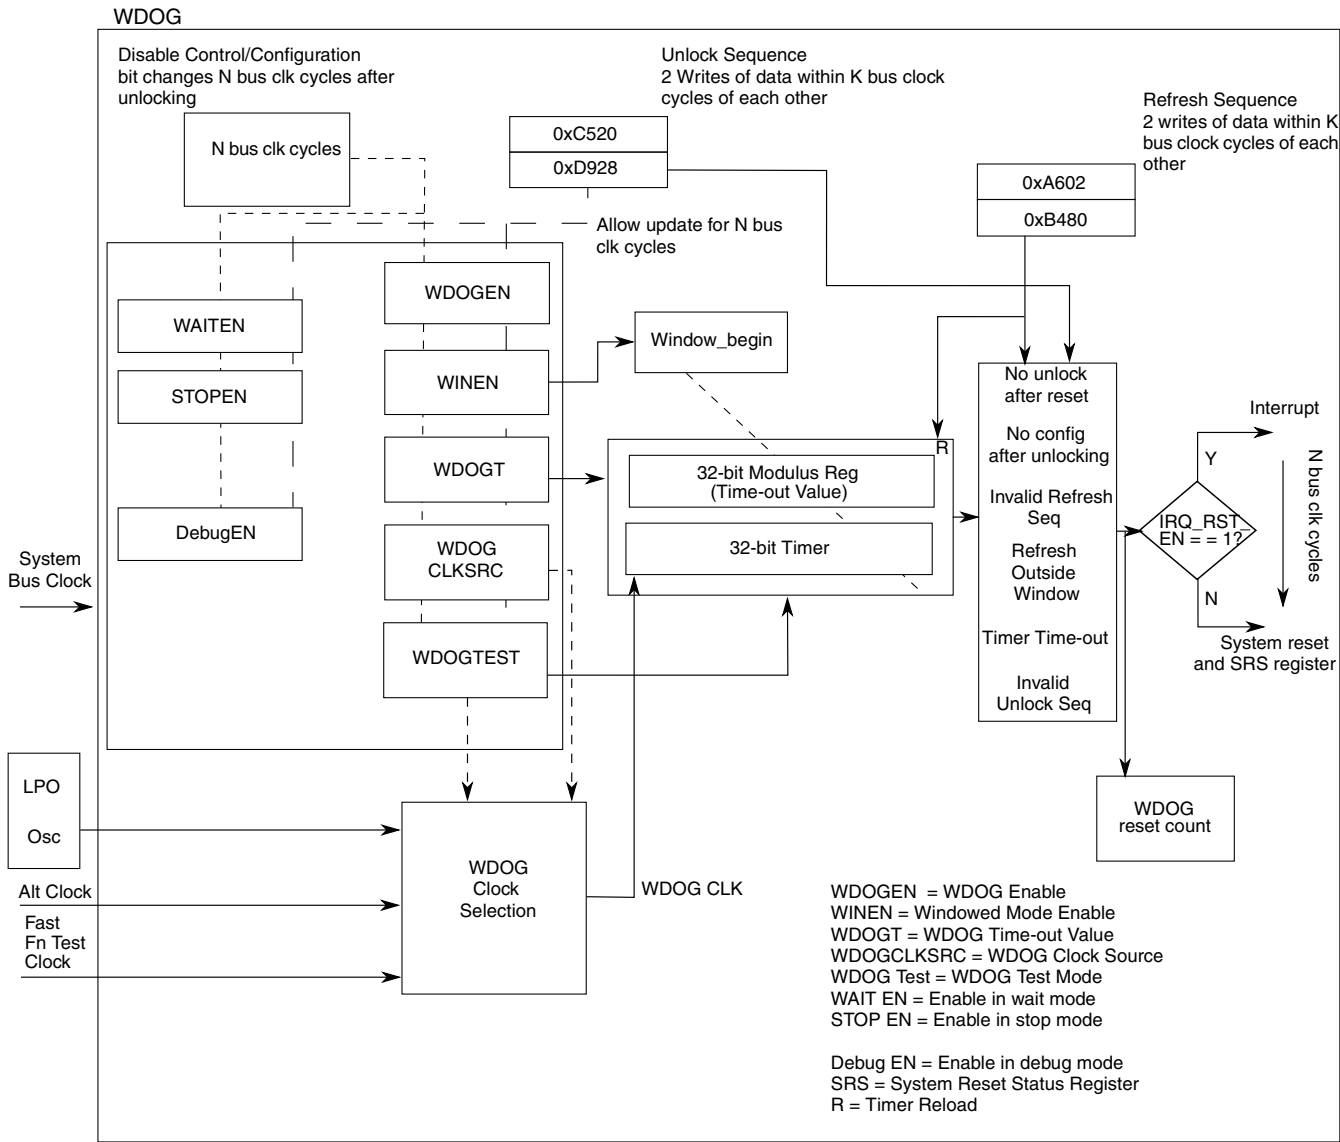 WDOG
Disable Control/Configuration
bit changes N bus clk cycles after
unlocking
N bus clk cycles
Unlock Sequence
2 Writes of data within K bus clock
cycles of each other
0xC520
0xD928
Refresh Sequence
2 writes of data within K
bus clock cycles of each
other
0xA602
0xB480
Allow update for N bus
clk cycles
WAITEN
STOPEN
DebugEN
WDOGEN
WINEN
WDOGT
WDOG
CLKSRC
WDOGTEST
Window_begin
R
32-bit Modulus Reg
(Time-out Value)
32-bit Timer
No unlock
after reset
No config
after unlocking
Invalid Refresh
Seq
Refresh
Outside
Window
Timer Time-out
Invalid
Unlock Seq
Interrupt
Y
IRQ_RST_
EN = = 1?
N
N bus clk cycles
System reset
and SRS register
System
Bus Clock
LPO
Osc
Alt Clock
Fast
Fn Test
Clock
WDOG
Clock
Selection
WDOG CLK
WDOG
reset count
WDOGEN = WDOG Enable
WINEN = Windowed Mode Enable
WDOGT = WDOG Time-out Value
WDOGCLKSRC = WDOG Clock Source
WDOG Test = WDOG Test Mode
WAIT EN = Enable in wait mode
STOP EN = Enable in stop mode
Debug EN = Enable in debug mode
SRS = System Reset Status Register
R = Timer Reload